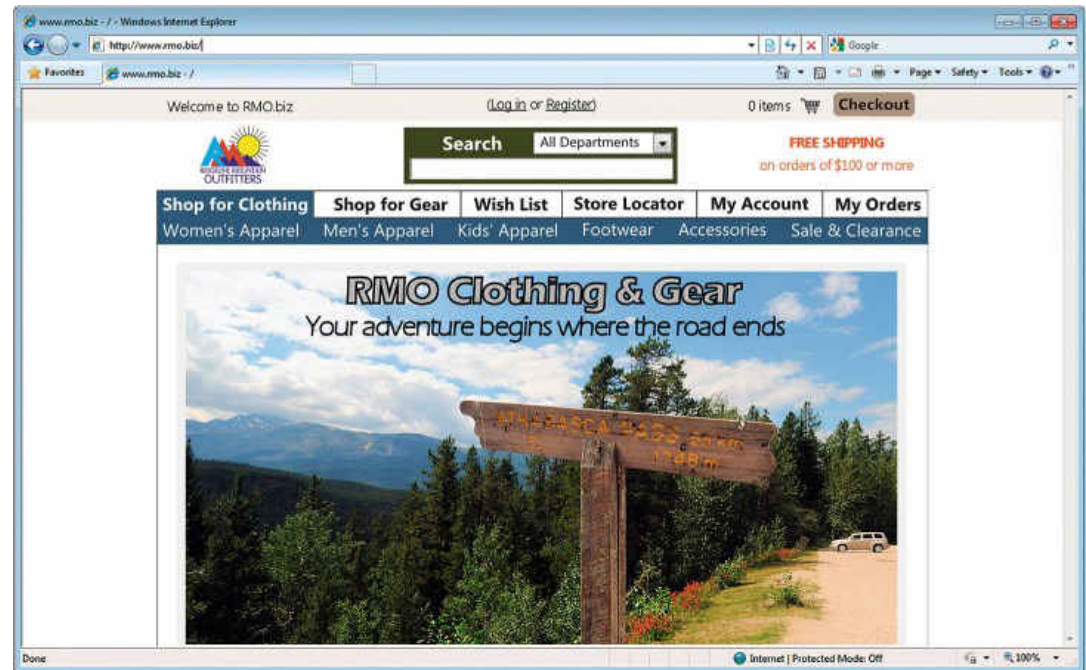 www.rmo.biz - / - Windows Internet Explorer
http://www.rmo.biz/
Google
Favorites www.rmo.biz - / Page Safety Tools
Welcome to RMO.biz (Log in or Register) 0 items Checkout
Search All Departments FREE SHIPPING
on orders of $100 or more
OUTFITTERS
Shop for Clothing Shop for Gear Wish List Store Locator My Account My Orders
Women's Apparel Men's Apparel Kids' Apparel Footwear Accessories Sale & Clearance
RMO Clothing & Gear
Your adventure begins where the road ends
ATHABASCA PASS
1748 m
Done Internet | Protected Mode: Off 100%